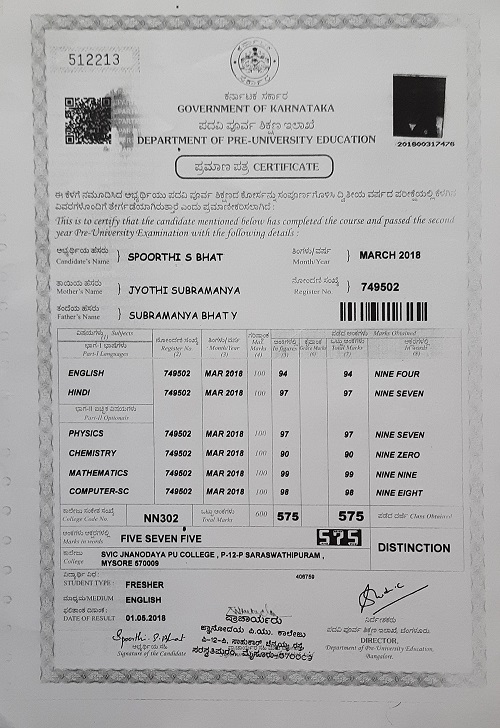 512213
ಕರ್ನಾಟಕ ಸರ್ಕಾರ
GOVERNMENT OF KARNATAKA
ಪದವಿ ಪೂರ್ವ ಶಿಕ್ಷಣ ಇಲಾಖೆ
DEPARTMENT OF PRE-UNIVERSITY EDUCATION
201800317476
ಪ್ರಮಾಣ ಪತ್ರ CERTIFICATE
ಈ ಕೆಳಗೆ ನಮೂದಿಸಿದ ಅಭ್ಯರ್ಥಿಯು ಪದವಿ ಪೂರ್ವ ಶಿಕ್ಷಣದ ಕೋರ್ಸನ್ನು ಸಂಪೂರ್ಣಗೊಳಿಸಿ ದ್ವಿತೀಯ ವರ್ಷದ ಪರೀಕ್ಷೆಯಲ್ಲಿ ಕೆಳಗಿನ
ವಿವರಗಳೊಂದಿಗೆ ತೇರ್ಗಡೆಯಾಗಿರುತ್ತಾರೆ ಎಂದು ಪ್ರಮಾಣೀಕರಿಸಲಾಗಿದೆ :
This is to certify that the candidate mentioned below has completed the course and passed the second
year Pre-University Examination with the following details :
ಅಭ್ಯರ್ಥಿಯ ಹೆಸರು
Candidate's Name } SPOORTHI S BHAT
ತಿಂಗಳು/ವರ್ಷ
Month/Year } MARCH 2018
ತಾಯಿಯ ಹೆಸರು
Mother's Name } JYOTHI SUBRAMANYA
ನೋಂದಣಿ ಸಂಖ್ಯೆ
Register No. } 749502
ತಂದೆಯ ಹೆಸರು
Father's Name } SUBRAMANYA BHAT Y
ವಿಷಯಗಳು Subjects (1)
ಭಾಗ-I ಭಾಷೆಗಳು
Part-I Languages
ನೋಂದಣಿ ಸಂಖ್ಯೆ Register No. (2)
ತಿಂಗಳು/ವರ್ಷ Month/Year (3)
Max. Marks (4)
Marks Obtained
ಅಂಕಗಳಲ್ಲಿ In figures (5)
Grace Marks (6)
ಒಟ್ಟು ಅಂಕಗಳು Total Marks (7)
ಅಕ್ಷರಗಳಲ್ಲಿ In words (8)
ENGLISH 749502 MAR 2018 100 94 94 NINE FOUR
HINDI 749502 MAR 2018 100 97 97 NINE SEVEN
ಭಾಗ-II ಐಚ್ಛಿಕ ವಿಷಯಗಳು
Part-II Optionals
PHYSICS 749502 MAR 2018 100 97 97 NINE SEVEN
CHEMISTRY 749502 MAR 2018 100 90 90 NINE ZERO
MATHEMATICS 749502 MAR 2018 100 99 99 NINE NINE
COMPUTER-SC 749502 MAR 2018 100 98 98 NINE EIGHT
ಕಾಲೇಜು ಸಂಕೇತ ಸಂಖ್ಯೆ
College Code No. NN302
ಒಟ್ಟು ಅಂಕಗಳು
Total Marks 600 575 575
ಪಡೆದ ದರ್ಜೆ Class Obtained
DISTINCTION
ಅಂಕಗಳು ಅಕ್ಷರಗಳಲ್ಲಿ
Marks in words FIVE SEVEN FIVE
575
ಕಾಲೇಜು
College SVIC JNANODAYA PU COLLEGE , P-12-P SARASWATHIPURAM ,
MYSORE 570009
ವಿದ್ಯಾರ್ಥಿ ವಿಧ :
STUDENT TYPE : FRESHER
406759
ಮಾಧ್ಯಮ/MEDIUM ENGLISH
ಫಲಿತಾಂಶ ದಿನಾಂಕ :
DATE OF RESULT 01.05.2018
ಪ್ರಾಚಾರ್ಯರು
ಜ್ಞಾನೋದಯ ಪಿ.ಯು. ಕಾಲೇಜು
ಸರಸ್ವತಿಪುರಂ, ಮೈಸೂರು
Spoorthi.S.Bhat
ಅಭ್ಯರ್ಥಿಯ ಸಹಿ
Signature of the Candidate
ನಿರ್ದೇಶಕರು
ಪದವಿ ಪೂರ್ವ ಶಿಕ್ಷಣ ಇಲಾಖೆ, ಬೆಂಗಳೂರು.
DIRECTOR,
Department of Pre-University Education,
Bangalore.